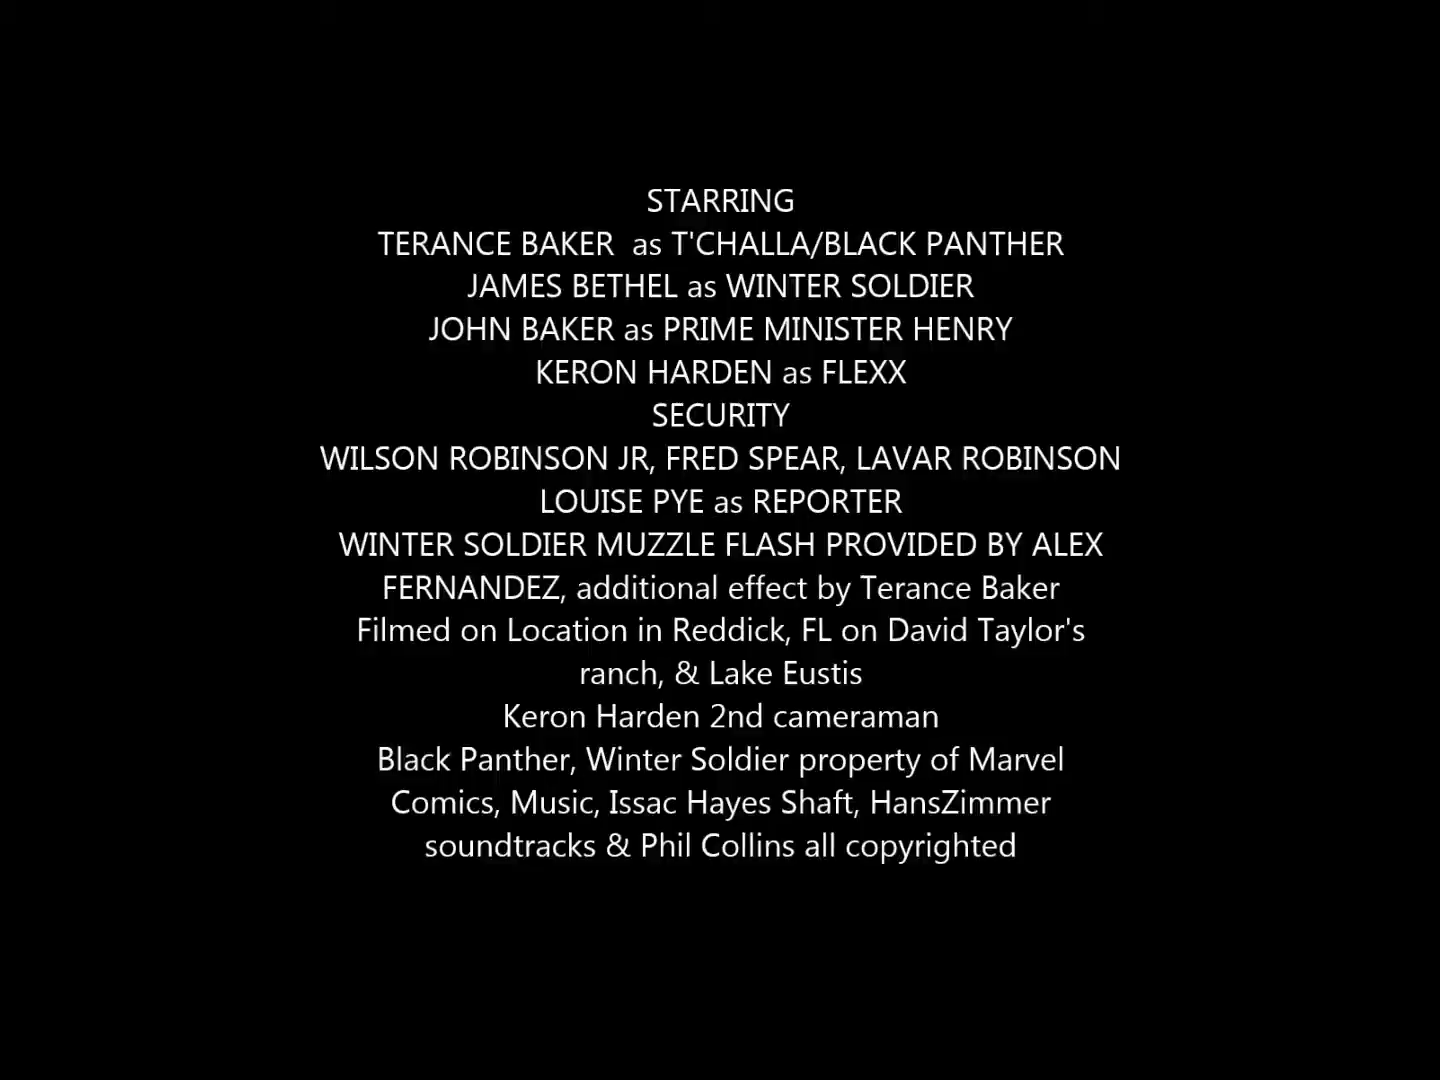 STARRING
TERANCE BAKER  as T'CHALLA/BLACK PANTHER
JAMES BETHEL as WINTER SOLDIER
JOHN BAKER as PRIME MINISTER HENRY
KERON HARDEN as FLEXX
SECURITY
WILSON ROBINSON JR, FRED SPEAR, LAVAR ROBINSON
LOUISE PYE as REPORTER
WINTER SOLDIER MUZZLE FLASH PROVIDED BY ALEX
FERNANDEZ, additional effect by Terance Baker
Filmed on Location in Reddick, FL on David Taylor's
ranch, & Lake Eustis
Keron Harden 2nd cameraman
Black Panther, Winter Soldier property of Marvel
Comics, Music, Issac Hayes Shaft, HansZimmer
soundtracks & Phil Collins all copyrighted